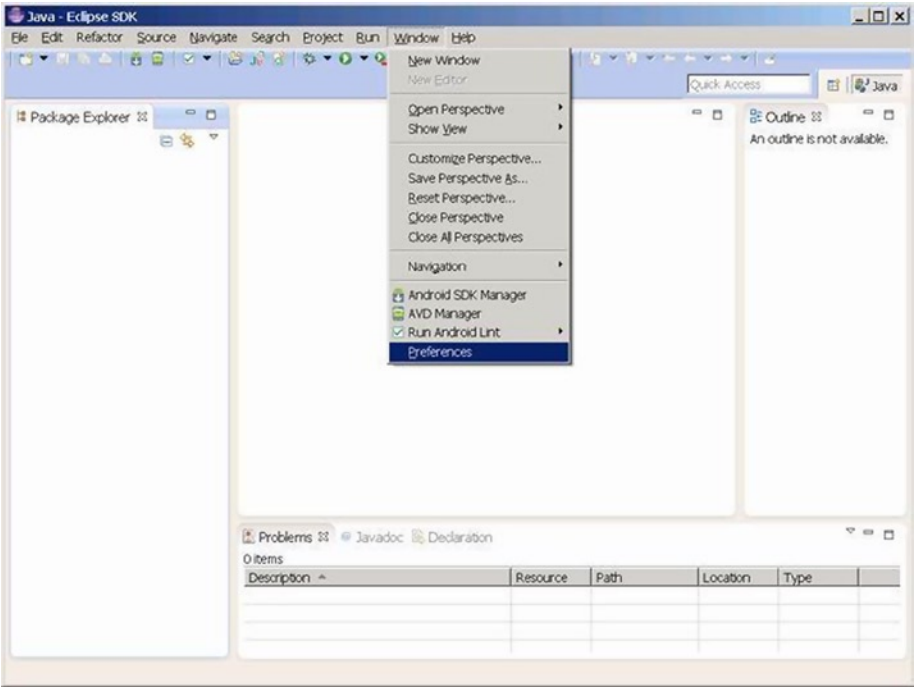 Java - Eclipse SDK
File Edit Refactor Source Navigate Search Project Run Window Help
New Window
New Editor
Quick Access
Java
Package Explorer
Open Perspective
Show View
Outline
An outline is not available.
Customize Perspective...
Save Perspective As...
Reset Perspective...
Close Perspective
Close All Perspectives
Navigation
Android SDK Manager
AVD Manager
Run Android Lint
Preferences
Problems Javadoc Declaration
0 items
Description Resource Path Location Type